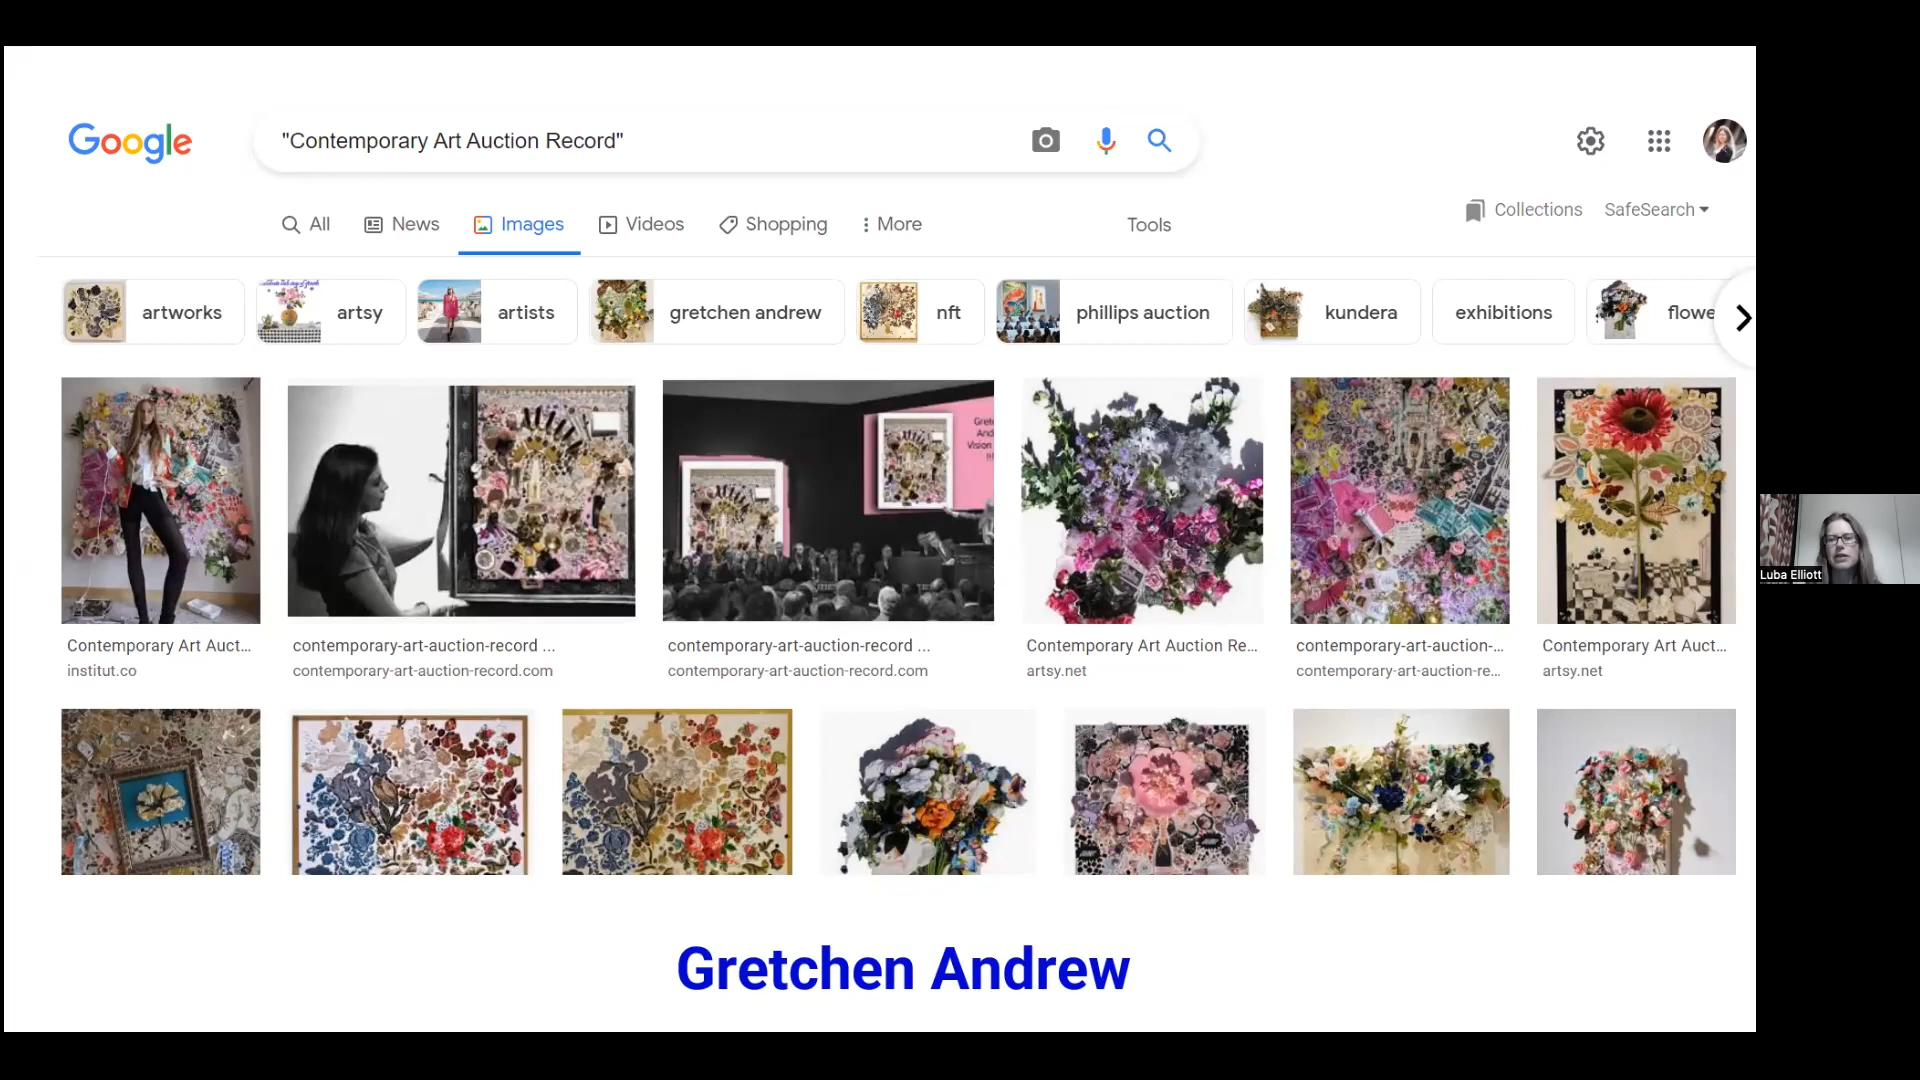 Google
"Contemporary Art Auction Record"
All
News
Images
Videos
Shopping
More
Tools
Collections
SafeSearch
artworks
artsy
artists
gretchen andrew
nft
phillips auction
kundera
exhibitions
flowe
Contemporary Art Auct...
institut.co
contemporary-art-auction-record ...
contemporary-art-auction-record.com
contemporary-art-auction-record ...
contemporary-art-auction-record.com
Contemporary Art Auction Re...
artsy.net
contemporary-art-auction-...
contemporary-art-auction-re...
Contemporary Art Auct...
artsy.net
Luba Elliott
Gretchen Andrew